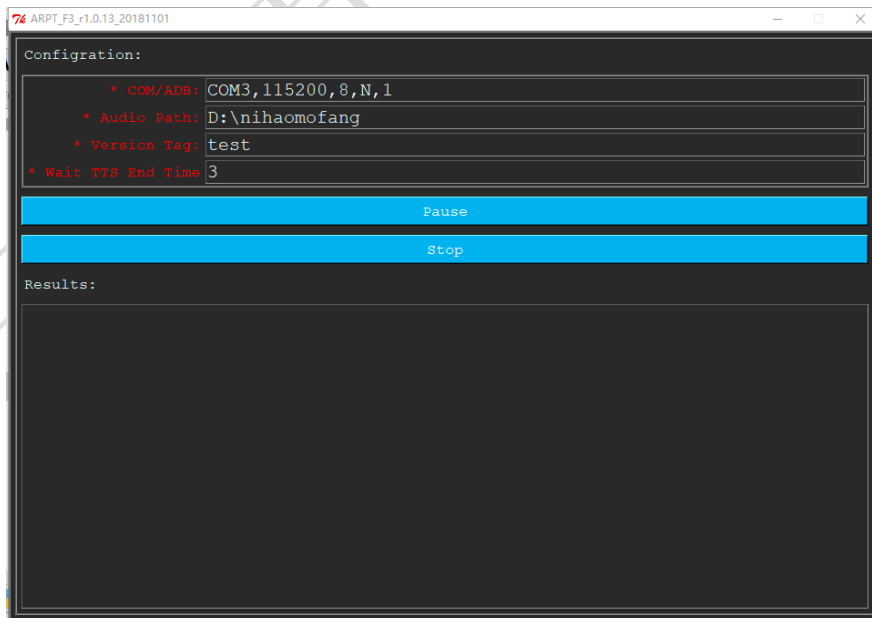 ARPT_F3_r1.0.13_20181101
Configration:
* COM/ADB: COM3,115200,8,N,1
* Audio Path: D:\nihaomofang
* Version Tag: test
* Wait TTS End Time 3
Pause
Stop
Results: